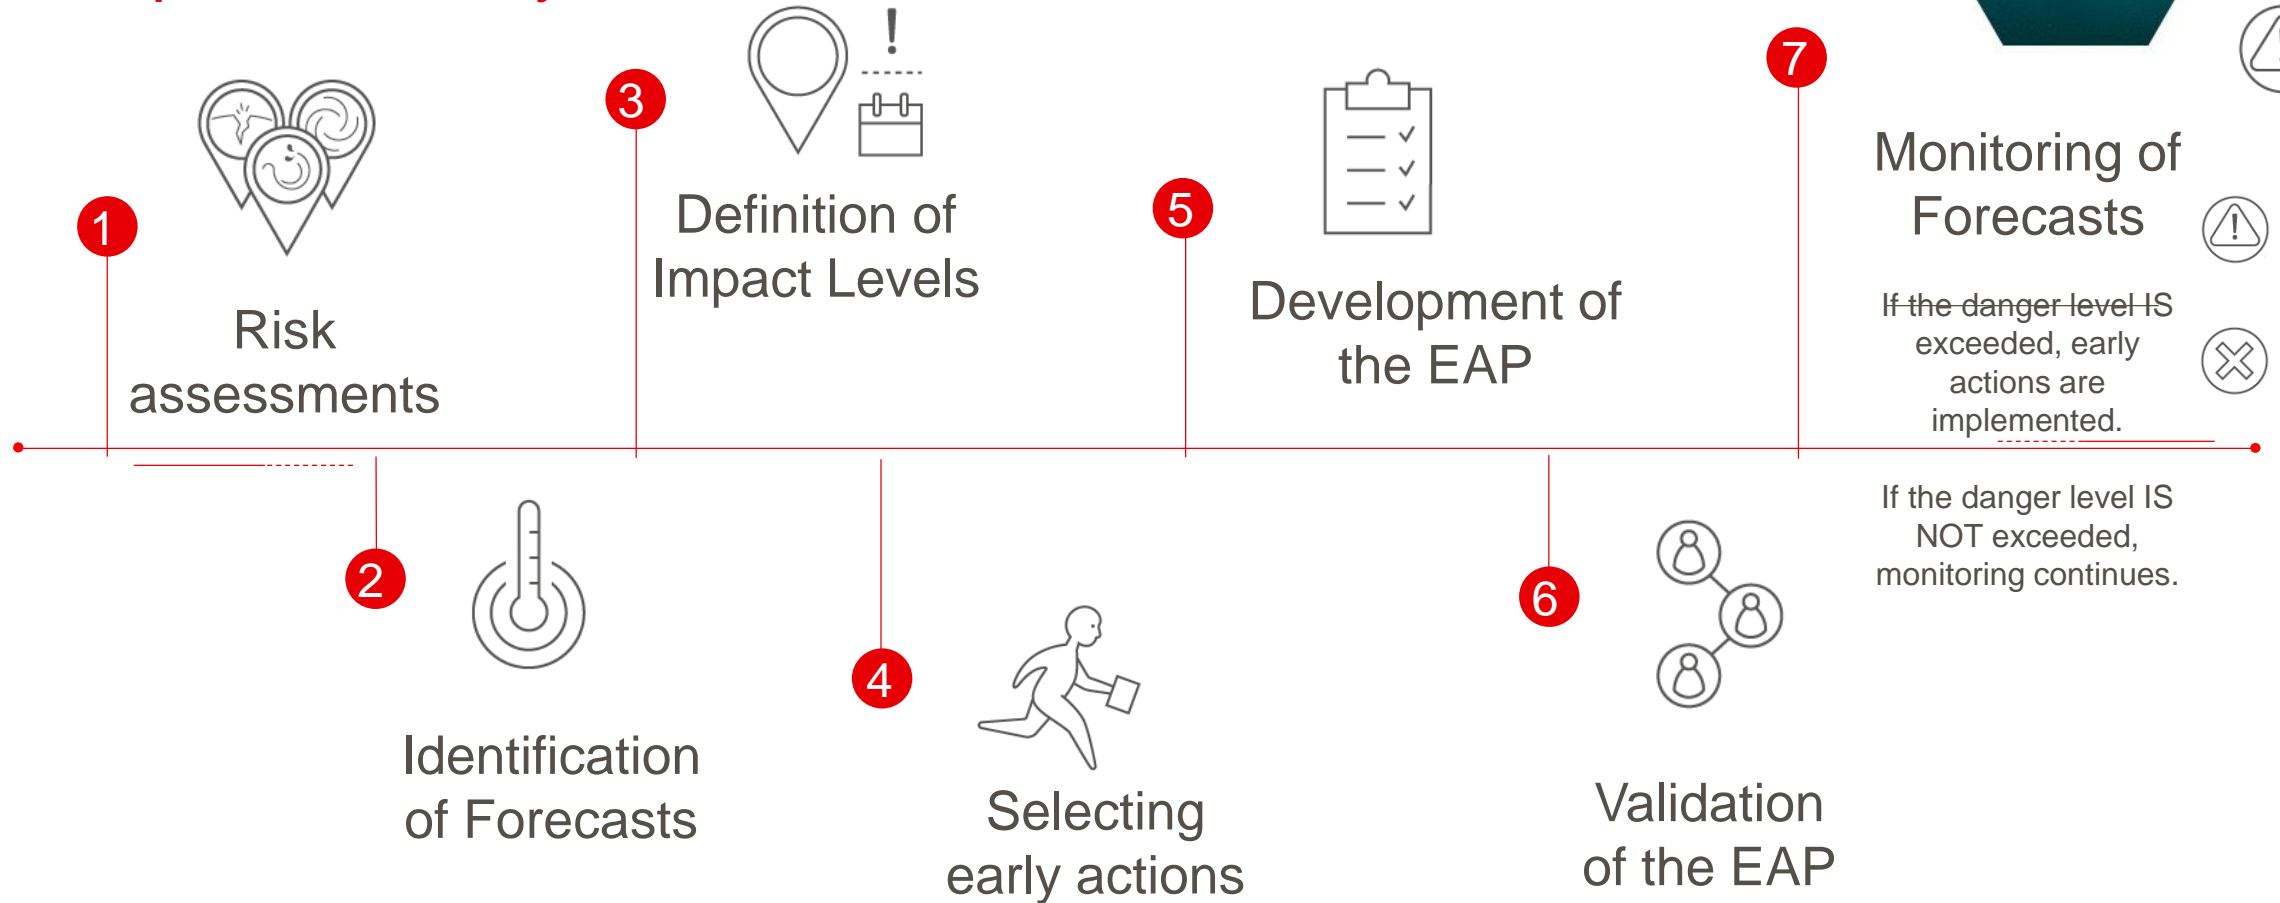 1
Risk
assessments
2
Identification
of Forecasts
3
Definition of
Impact Levels
4
Selecting
early actions
5
Development of
the EAP
6
Validation
of the EAP
7
Monitoring of
Forecasts
If the danger level IS
exceeded, early
actions are
implemented.
If the danger level IS
NOT exceeded,
monitoring continues.